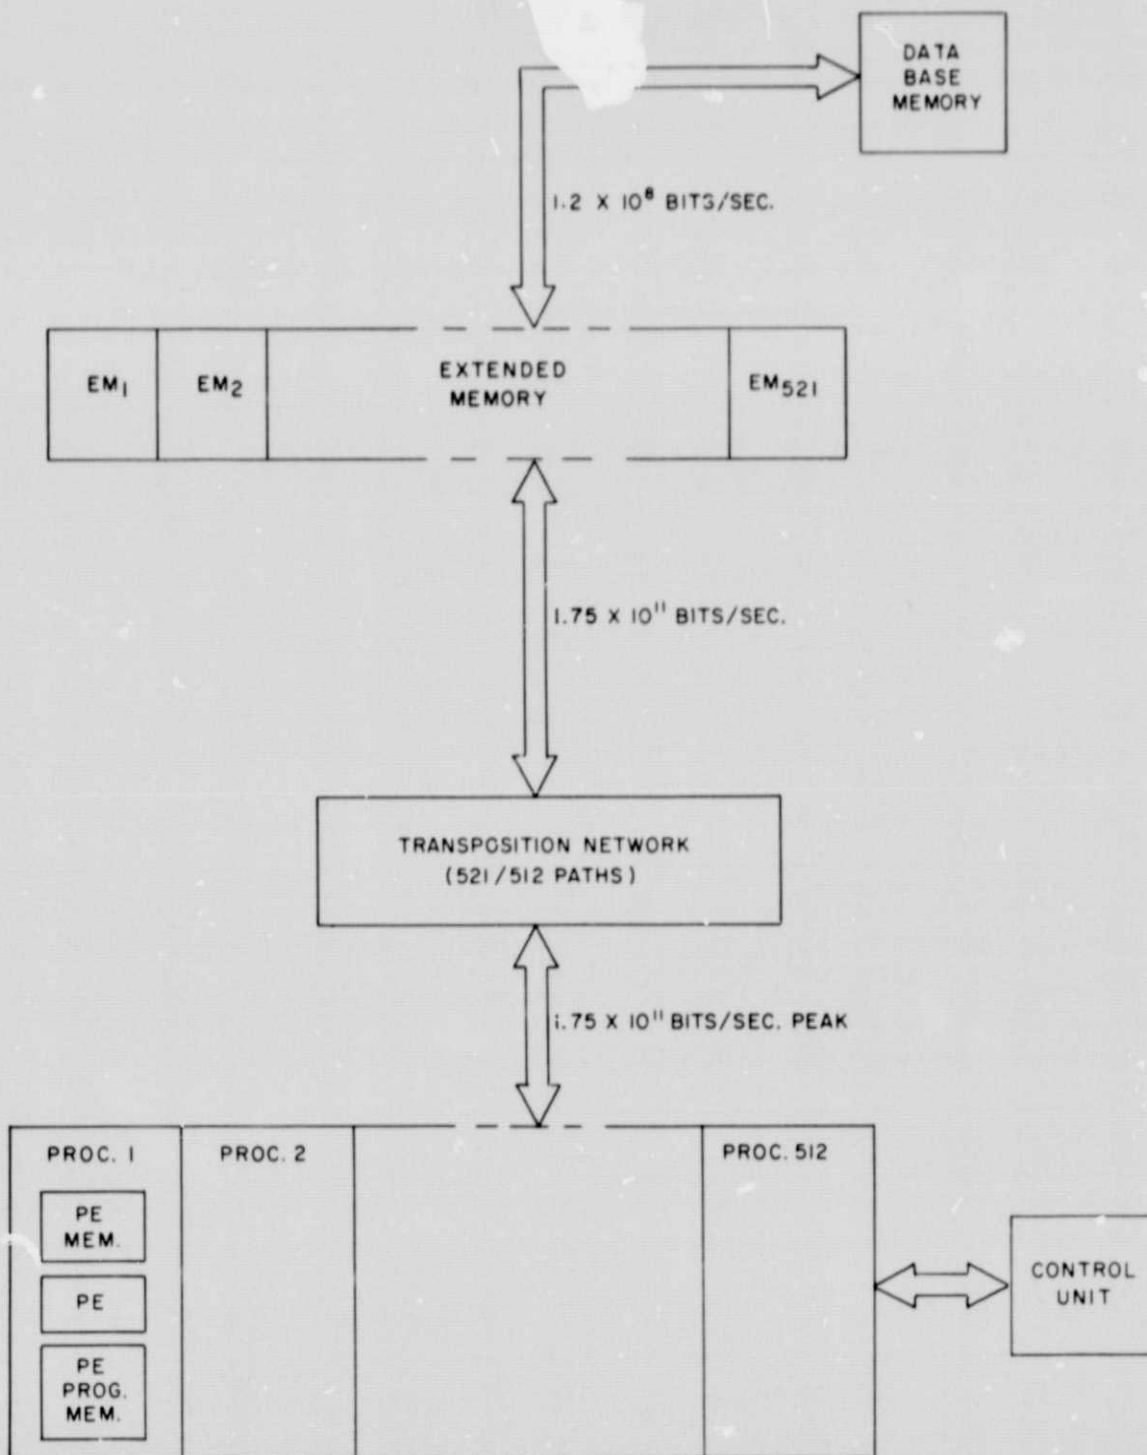 DATA
BASE
MEMORY
1.2 X 10⁸ BITS/SEC.
EM₁
EM₂
EXTENDED
MEMORY
EM₅₂₁
1.75 X 10¹¹ BITS/SEC.
TRANSPOSITION NETWORK
(521/512 PATHS)
1.75 X 10¹¹ BITS/SEC. PEAK
PROC. 1
PROC. 2
PROC. 512
PE
MEM.
PE
PE
PROG.
MEM.
CONTROL
UNIT